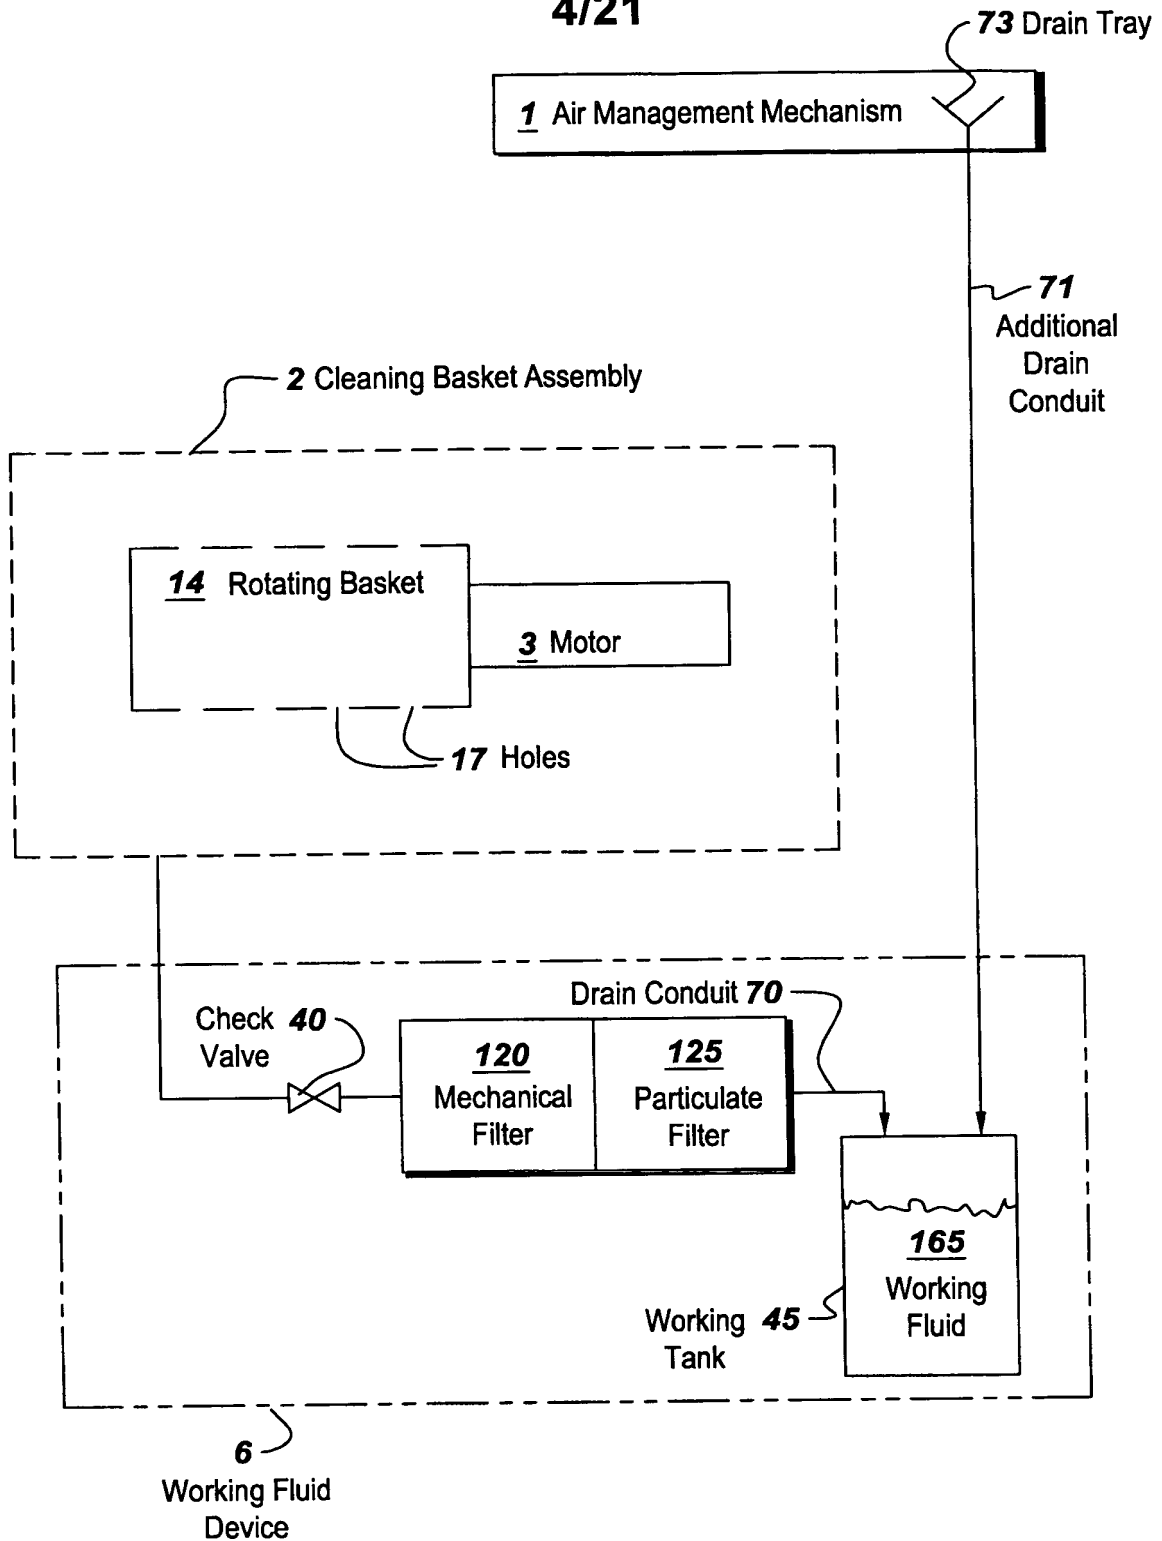 4/21
73 Drain Tray
1 Air Management Mechanism
71
Additional
Drain
Conduit
2 Cleaning Basket Assembly
14 Rotating Basket
3 Motor
17 Holes
Drain Conduit 70
Check 40
Valve
120
Mechanical
Filter
125
Particulate
Filter
165
Working
Fluid
Working 45
Tank
6
Working Fluid
Device